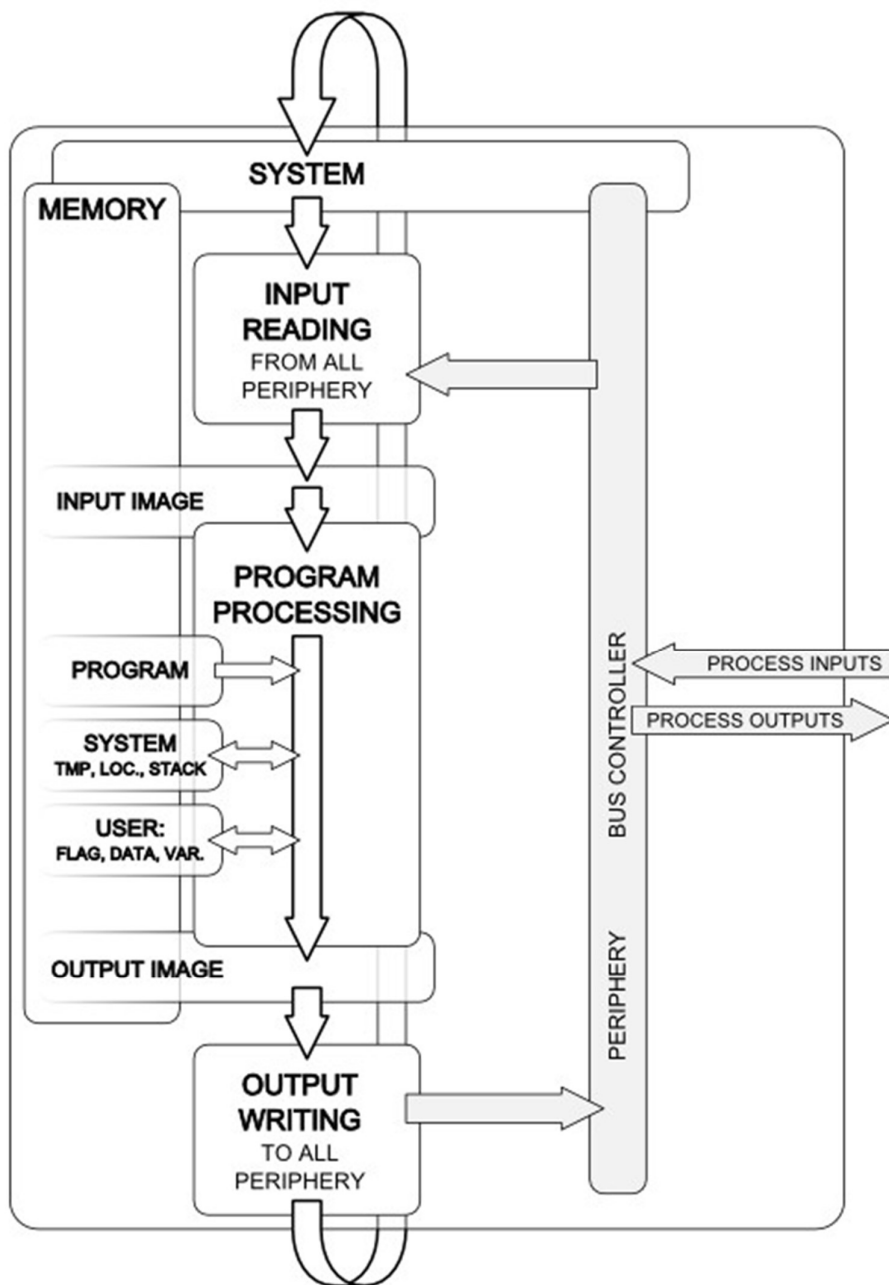 SYSTEM
MEMORY
INPUT
READING
FROM ALL
PERIPHERY
INPUT IMAGE
PROGRAM
PROCESSING
PROGRAM
SYSTEM
TMP, LOC., STACK
USER:
FLAG, DATA, VAR.
OUTPUT IMAGE
OUTPUT
WRITING
TO ALL
PERIPHERY
PERIPHERY BUS CONTROLLER
PROCESS INPUTS
PROCESS OUTPUTS